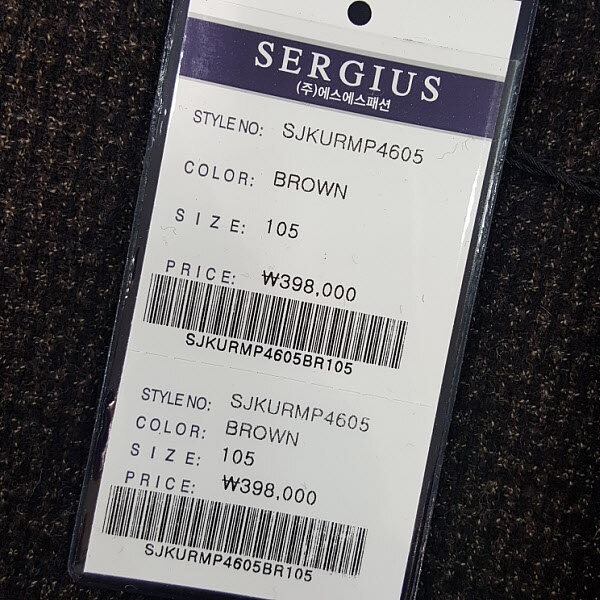 SERGIUS
(주)에스에스패션
STYLE NO: SJKURMP4605
COLOR: BROWN
SIZE: 105
PRICE: ₩398,000
SJKURMP4605BR105
STYLE NO: SJKURMP4605
COLOR: BROWN
SIZE: 105
PRICE: ₩398,000
SJKURMP4605BR105